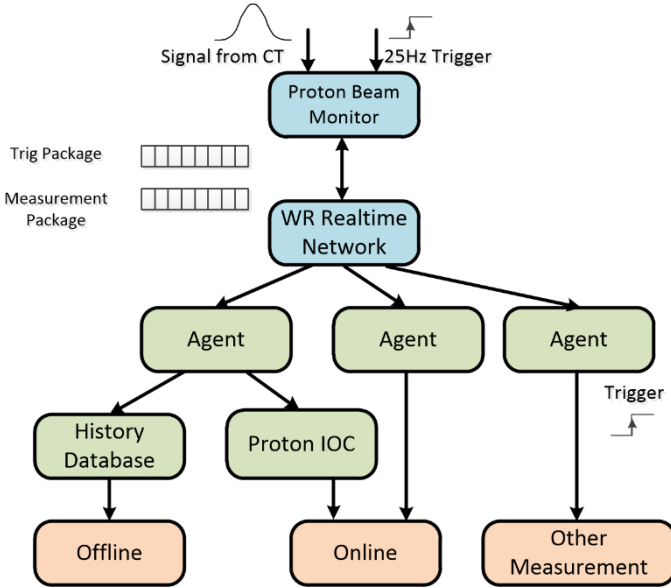 Signal from CT
25Hz Trigger
Proton Beam
Monitor
Trig Package
Measurement
Package
WR Realtime
Network
Agent
Agent
Agent
Trigger
History
Database
Proton IOC
Offline
Online
Other
Measurement